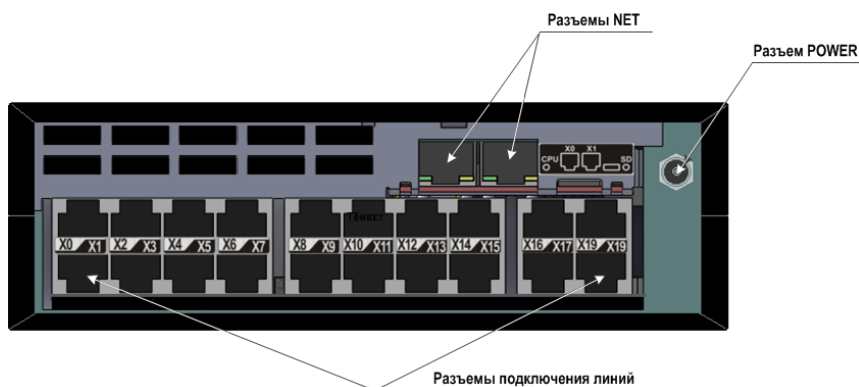 Разъемы NET
Разъем POWER
X0 X1
CPU SD
X0 X1 X2 X3 X4 X5 X6 X7 X8 X9 X10 X11 X12 X13 X14 X15 X16 X17 X19 X19
Разъемы подключения линий